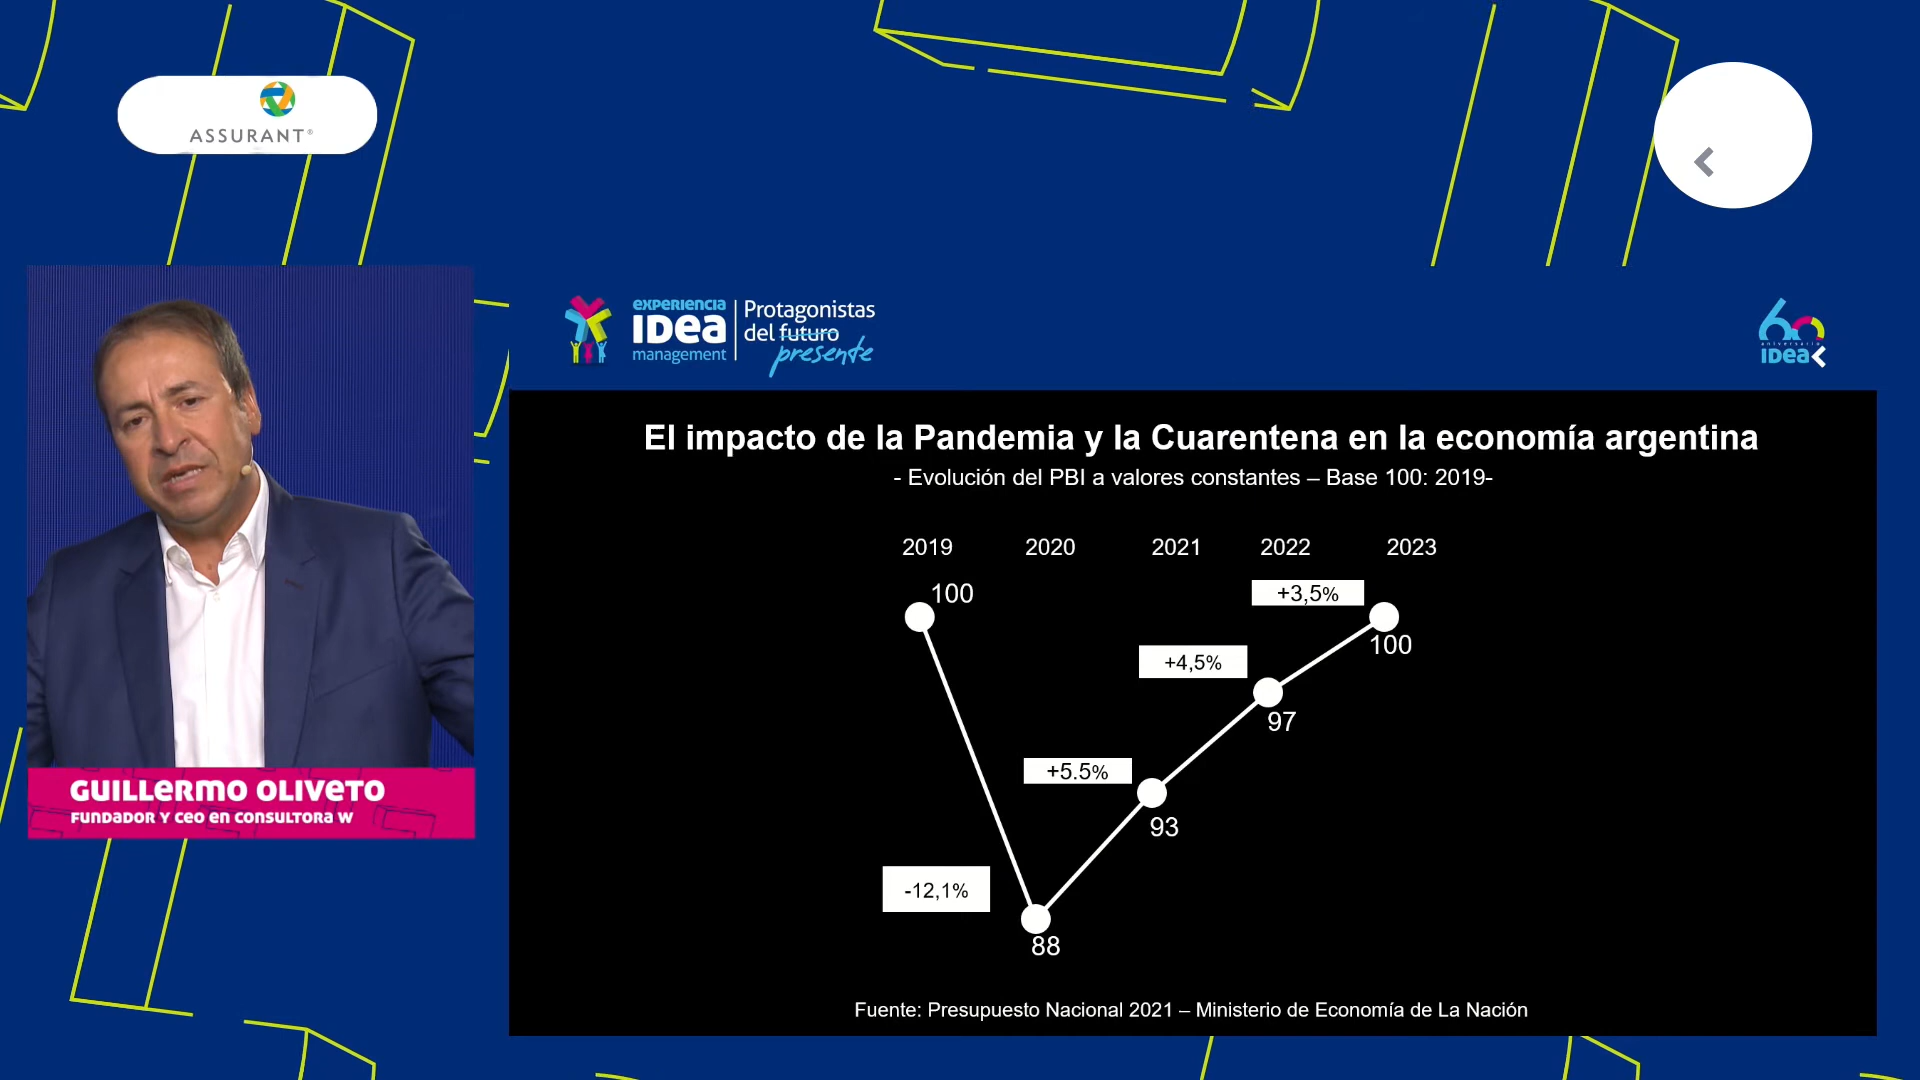 ASSURANT®
experiencia
IDea
management
Protagonistas
del futuro
presente
60
aniversario
IDea
El impacto de la Pandemia y la Cuarentena en la economía argentina
- Evolución del PBI a valores constantes – Base 100: 2019-
2019 2020 2021 2022 2023
100
+3,5%
100
+4,5%
97
+5.5%
93
-12,1%
88
Fuente: Presupuesto Nacional 2021 – Ministerio de Economía de La Nación
GUILLeRMO OLIVeTO
FUNDADOR Y CEO en CONSULTORA W